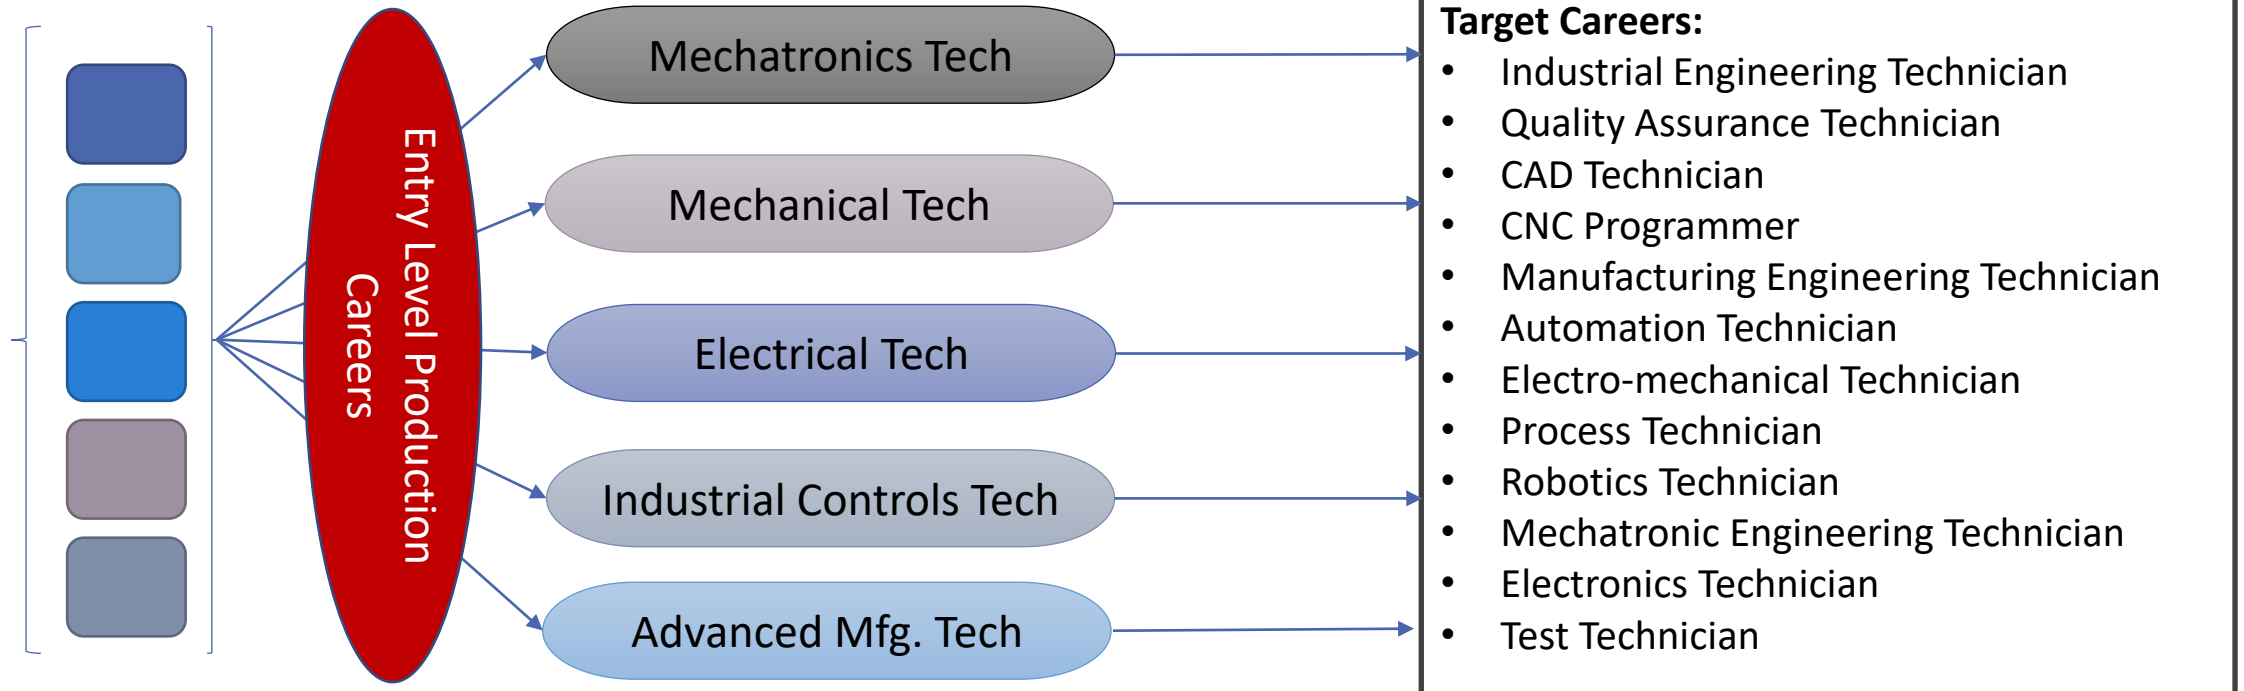 Entry Level Production
Careers
Mechatronics Tech
Mechanical Tech
Electrical Tech
Industrial Controls Tech
Advanced Mfg. Tech
Target Careers:
• Industrial Engineering Technician
• Quality Assurance Technician
• CAD Technician
• CNC Programmer
• Manufacturing Engineering Technician
• Automation Technician
• Electro-mechanical Technician
• Process Technician
• Robotics Technician
• Mechatronic Engineering Technician
• Electronics Technician
• Test Technician